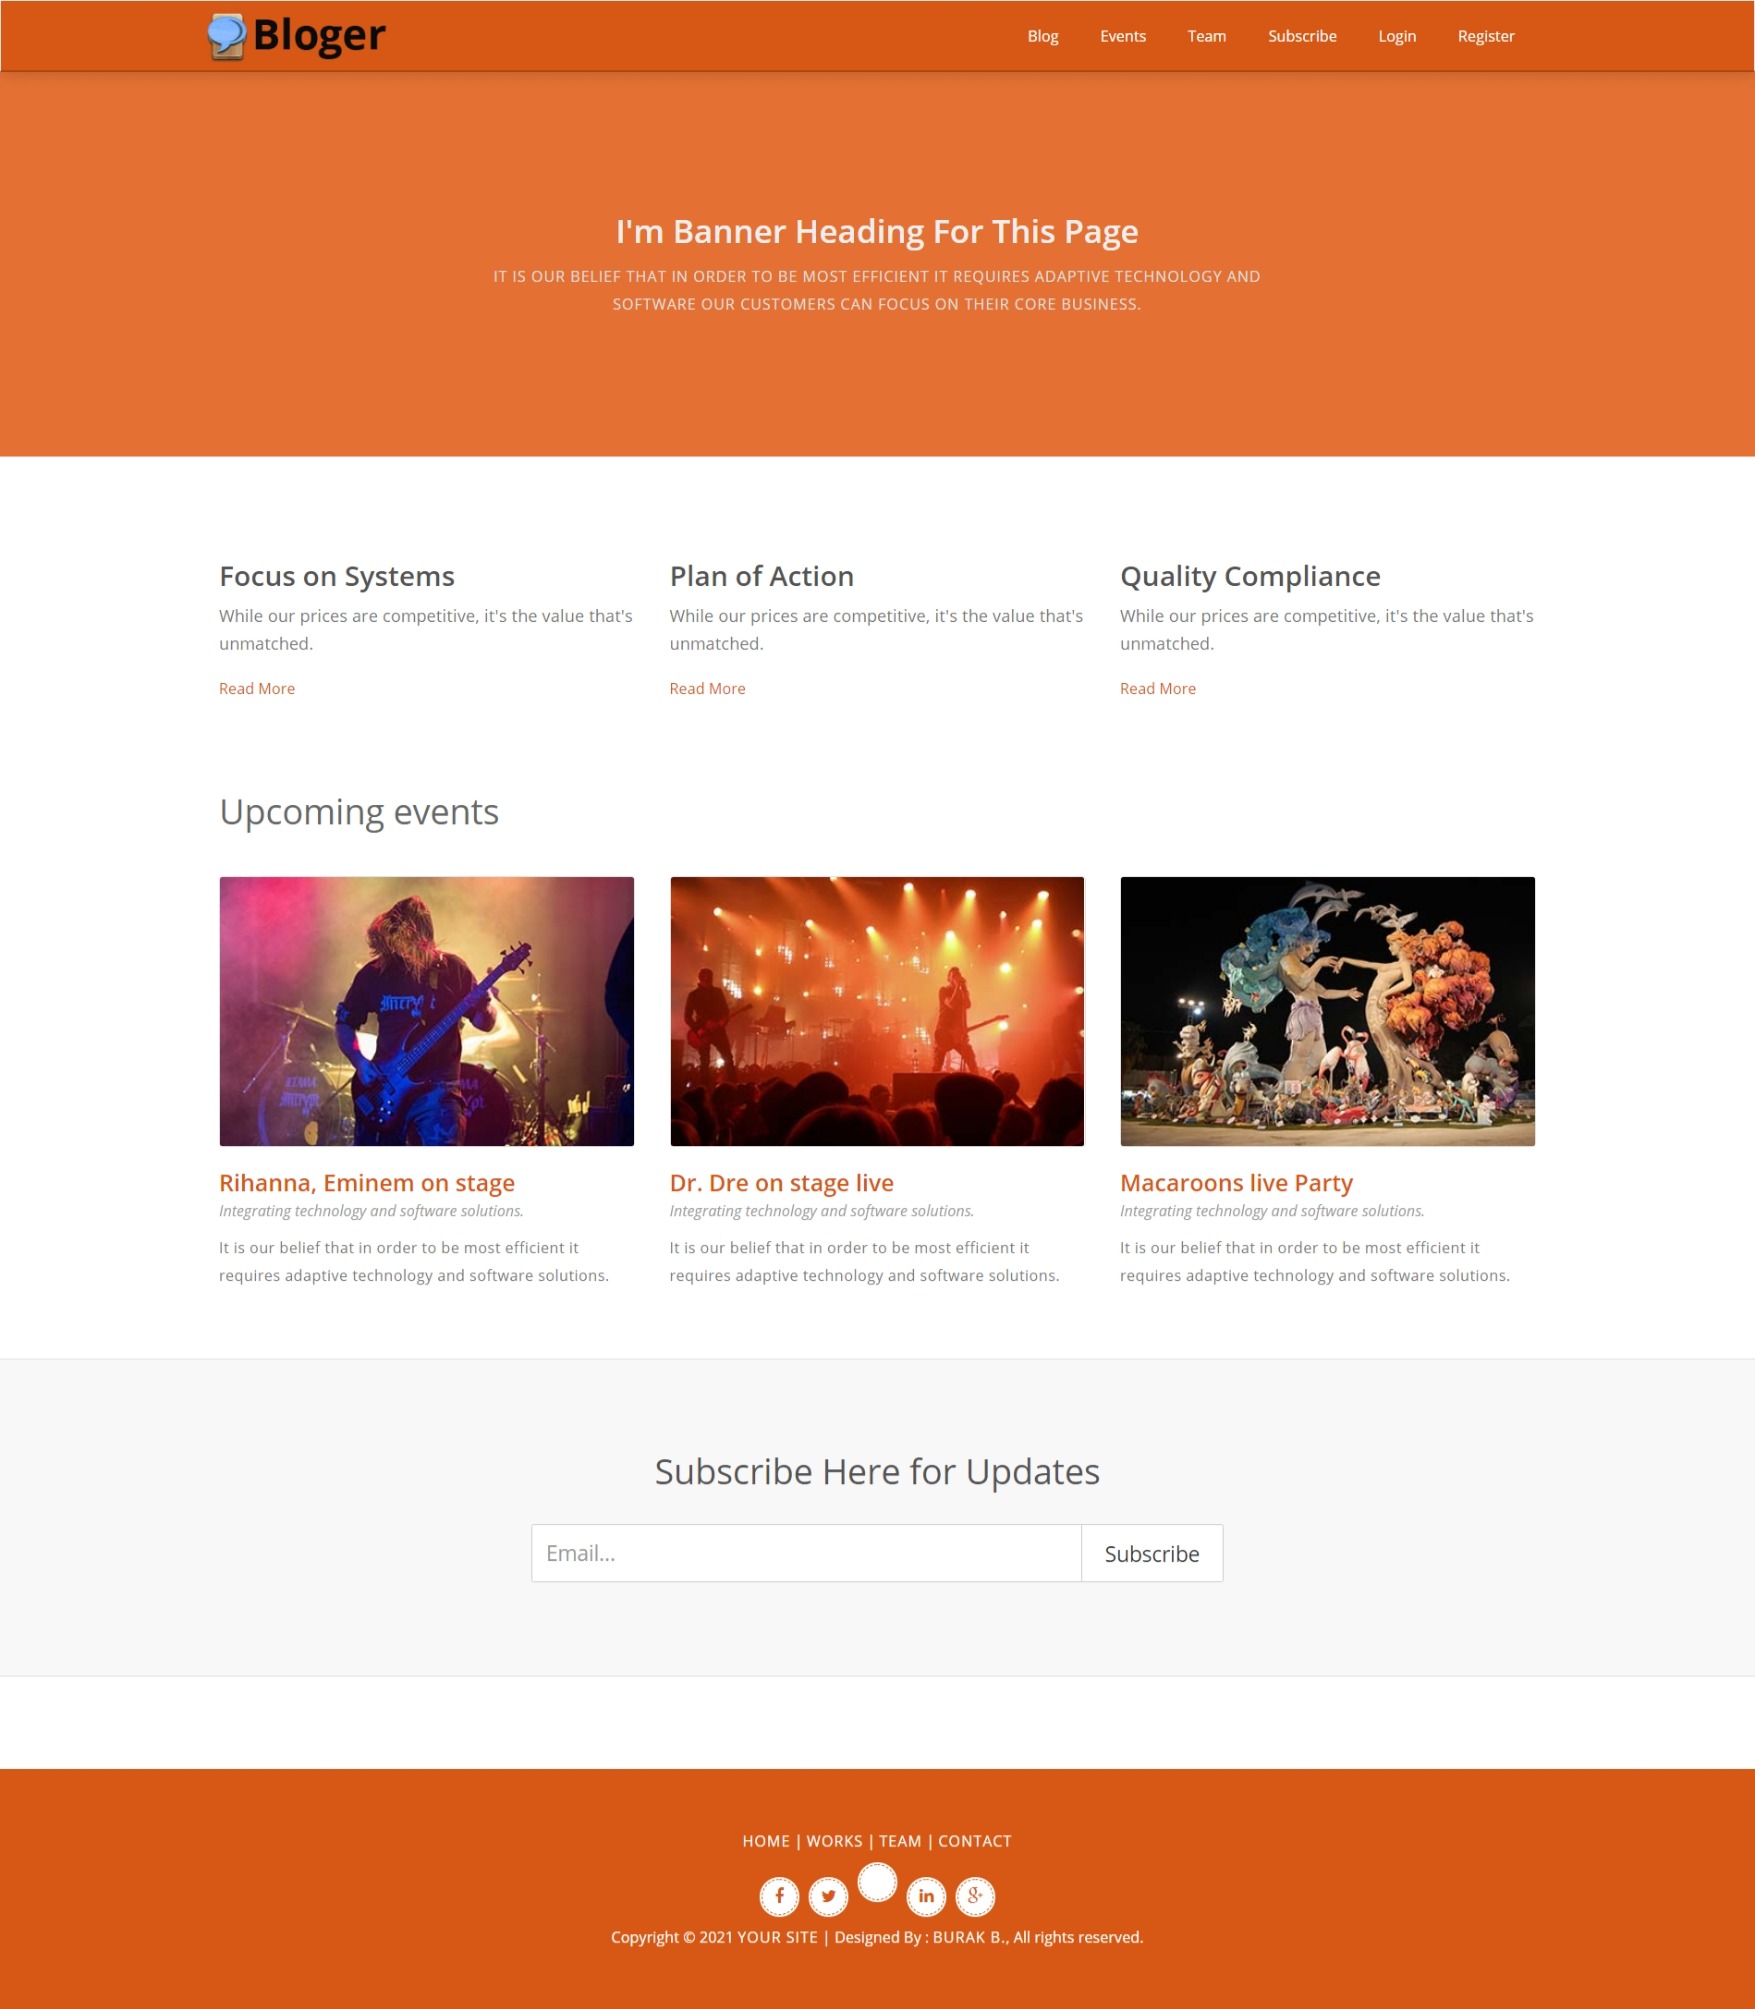 Bloger
Blog Events Team Subscribe Login Register
I'm Banner Heading For This Page
IT IS OUR BELIEF THAT IN ORDER TO BE MOST EFFICIENT IT REQUIRES ADAPTIVE TECHNOLOGY AND
SOFTWARE OUR CUSTOMERS CAN FOCUS ON THEIR CORE BUSINESS.
Focus on Systems
While our prices are competitive, it's the value that's
unmatched.
Read More
Plan of Action
While our prices are competitive, it's the value that's
unmatched.
Read More
Quality Compliance
While our prices are competitive, it's the value that's
unmatched.
Read More
Upcoming events
Rihanna, Eminem on stage
Integrating technology and software solutions.
It is our belief that in order to be most efficient it
requires adaptive technology and software solutions.
Dr. Dre on stage live
Integrating technology and software solutions.
It is our belief that in order to be most efficient it
requires adaptive technology and software solutions.
Macaroons live Party
Integrating technology and software solutions.
It is our belief that in order to be most efficient it
requires adaptive technology and software solutions.
Subscribe Here for Updates
Email... Subscribe
HOME | WORKS | TEAM | CONTACT
Copyright © 2021 YOUR SITE | Designed By : BURAK B., All rights reserved.